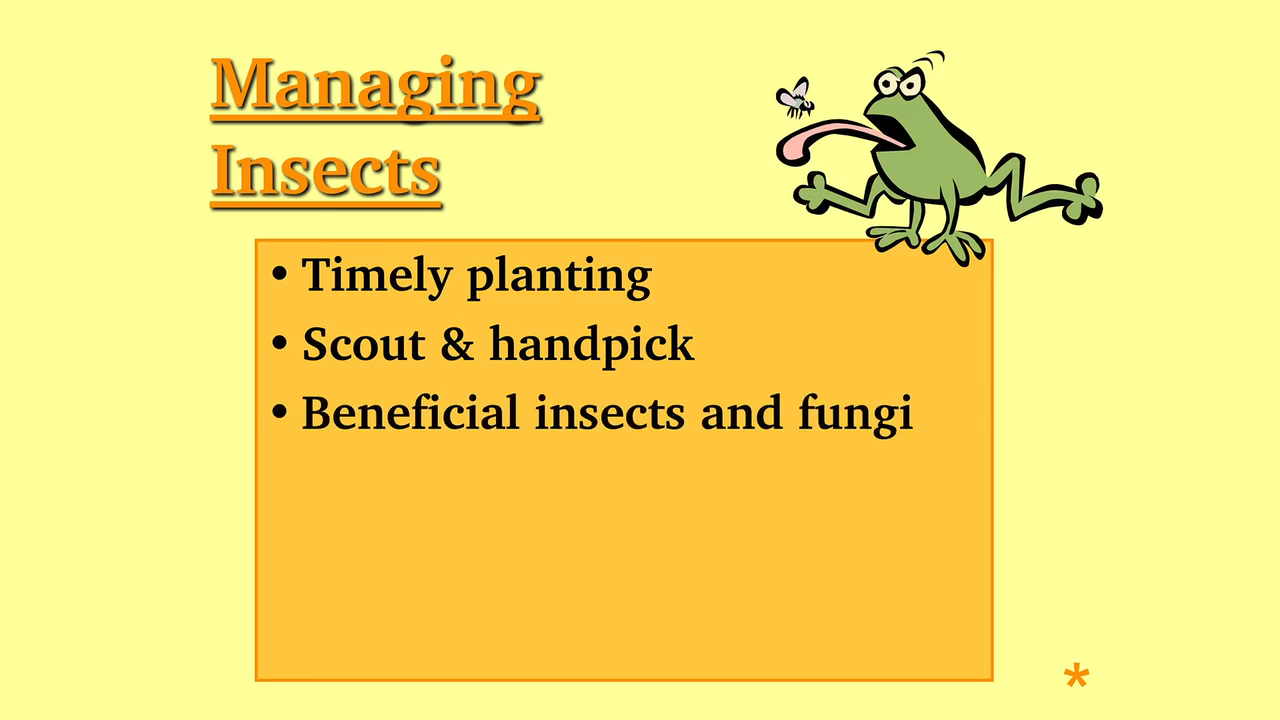 Managing
Insects
• Timely planting
• Scout & handpick
• Beneficial insects and fungi
*